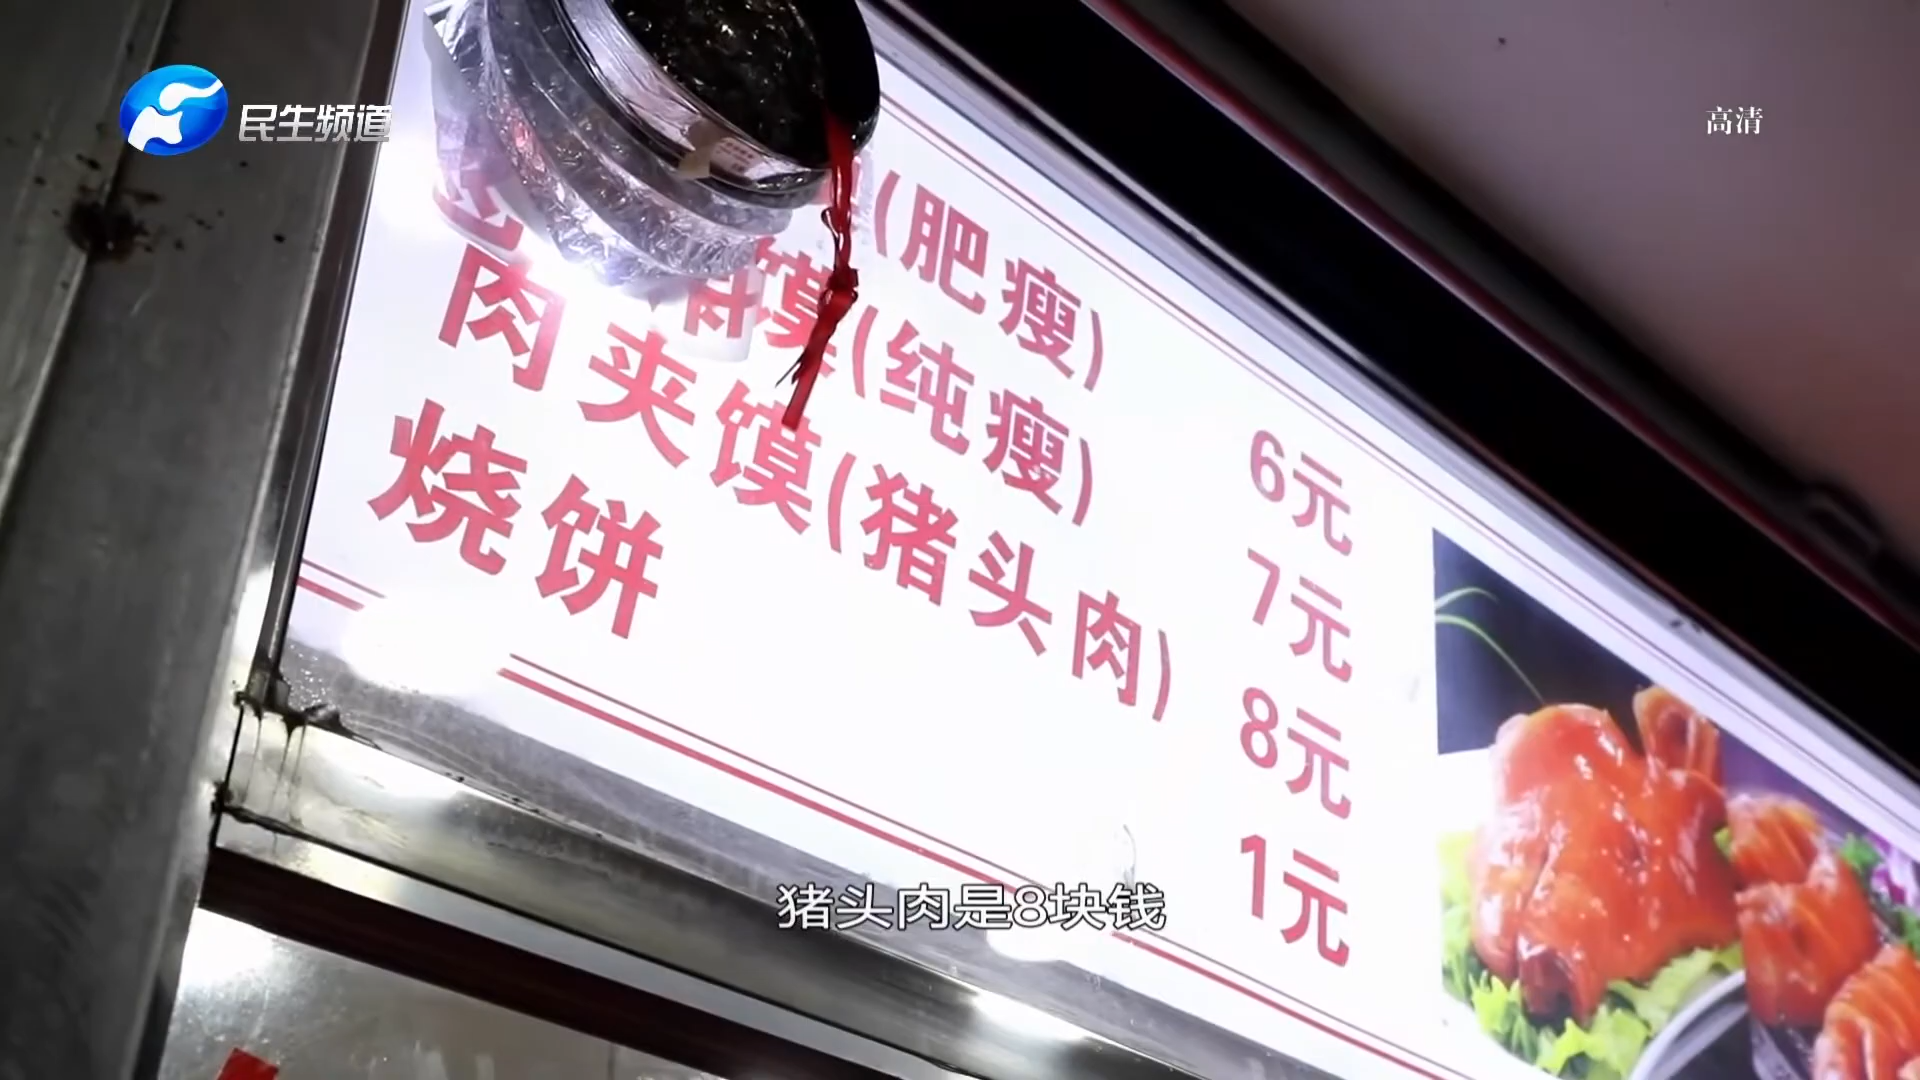 民生频道
高清
(肥瘦) 6元
馍(纯瘦) 7元
肉夹馍(猪头肉) 8元
烧饼 1元
猪头肉是8块钱